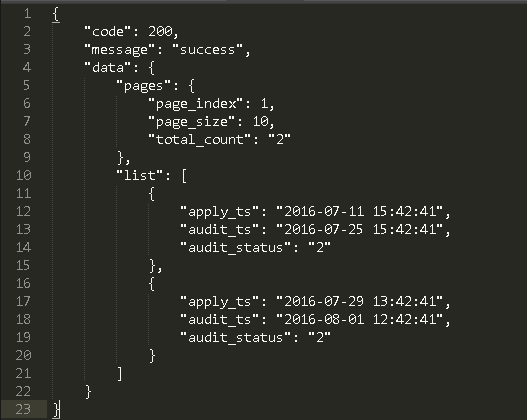 1 {
2     "code": 200,
3     "message": "success",
4     "data": {
5         "pages": {
6             "page_index": 1,
7             "page_size": 10,
8             "total_count": "2"
9         },
10         "list": [
11             {
12                 "apply_ts": "2016-07-11 15:42:41",
13                 "audit_ts": "2016-07-25 15:42:41",
14                 "audit_status": "2"
15             },
16             {
17                 "apply_ts": "2016-07-29 13:42:41",
18                 "audit_ts": "2016-08-01 12:42:41",
19                 "audit_status": "2"
20             }
21         ]
22     }
23 }